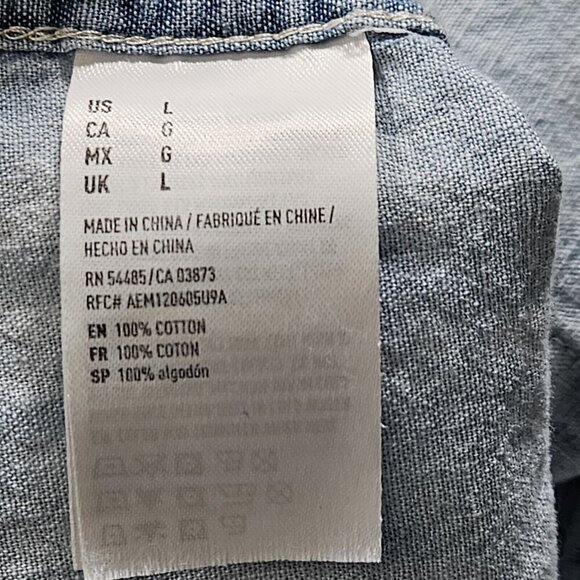 US L
CA G
MX G
UK L
MADE IN CHINA / FABRIQUÉ EN CHINE /
HECHO EN CHINA
RN 54485/CA 03873
RFC# AEM120605U9A
EN 100% COTTON
FR 100% COTON
SP 100% algodón